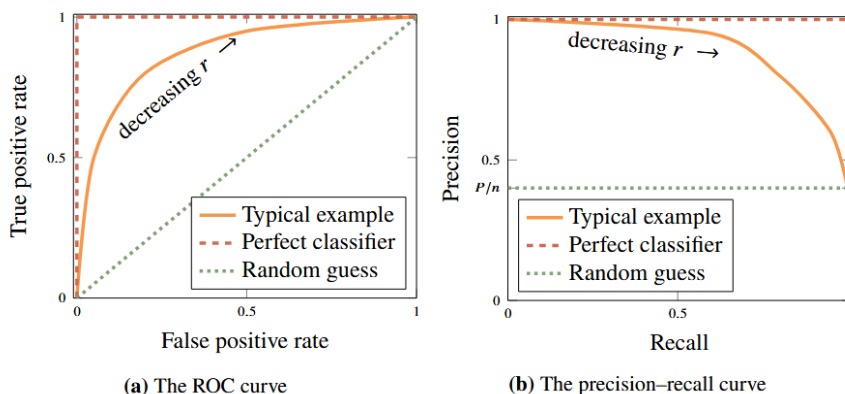 1
0.5
1
0
0.5
1
True positive rate
False positive rate
decreasing r →
Typical example
Perfect classifier
Random guess
(a) The ROC curve
1
0.5
P/n
1
0
0.5
Precision
Recall
decreasing r →
Typical example
Perfect classifier
Random guess
(b) The precision–recall curve